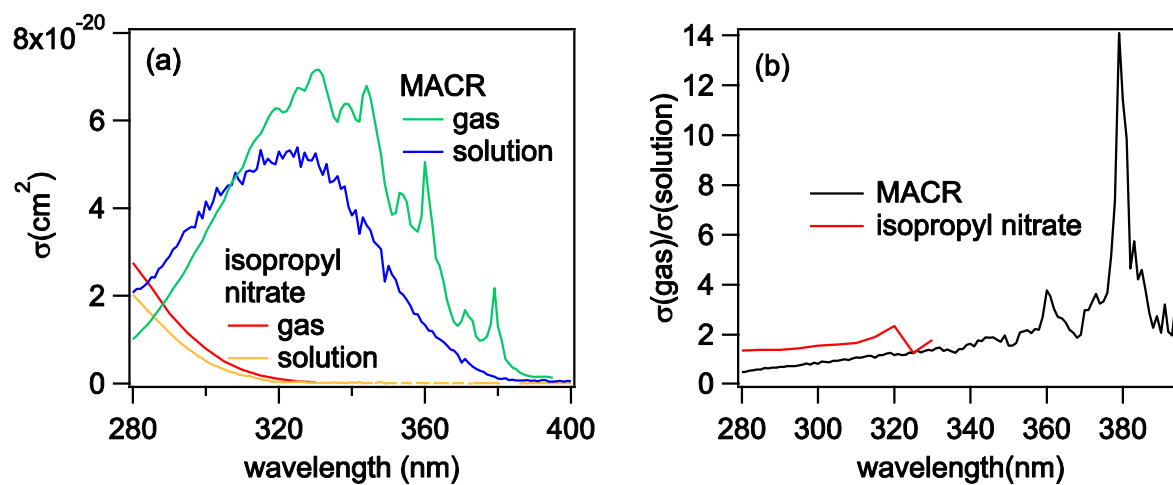 (a)
8x10-20
6
4
2
0
σ(cm2)
MACR
gas
solution
isopropyl
nitrate
gas
solution
280
320
360
400
wavelength (nm)
(b)
14
12
10
8
6
4
2
0
σ(gas)/σ(solution)
MACR
isopropyl nitrate
280
300
320
340
360
380
wavelength(nm)